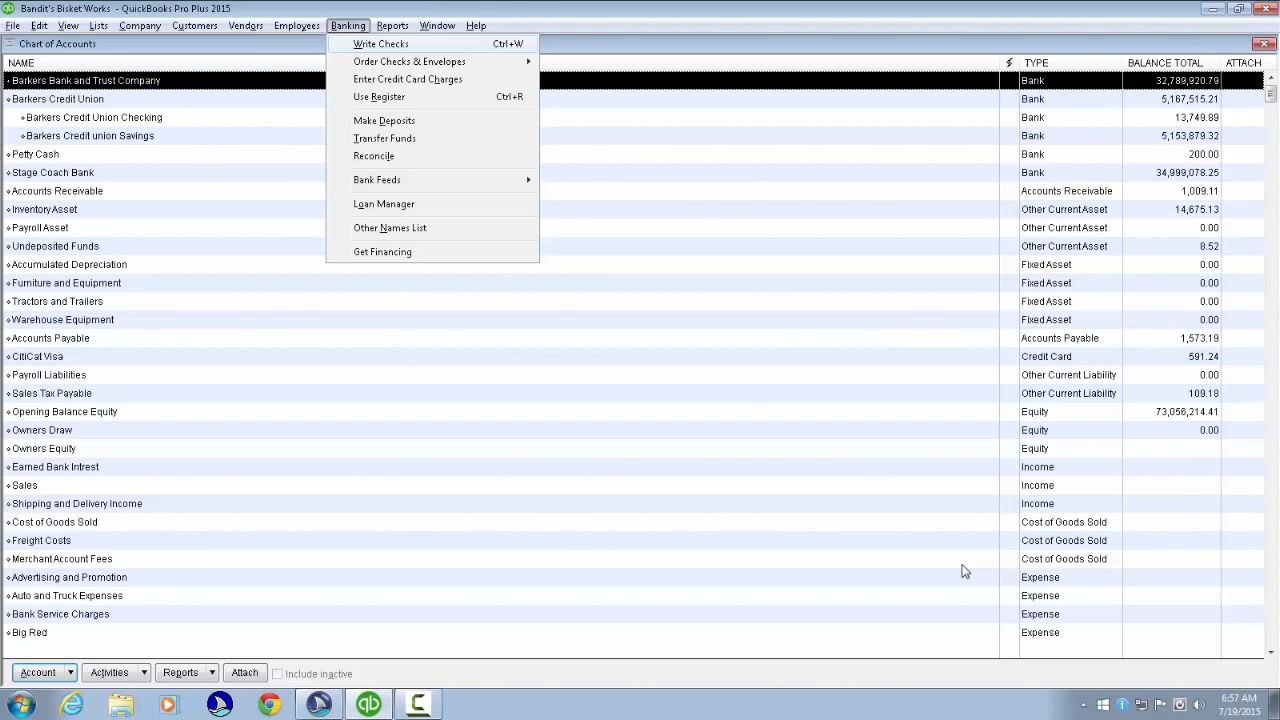 Bandit's Bisket Works - QuickBooks Pro Plus 2015
File Edit View Lists Company Customers Vendors Employees Banking Reports Window Help
Chart of Accounts
NAME TYPE BALANCE TOTAL ATTACH
Write Checks Ctrl+W
Order Checks & Envelopes
Enter Credit Card Charges
Use Register Ctrl+R
Make Deposits
Transfer Funds
Reconcile
Bank Feeds
Loan Manager
Other Names List
Get Financing
Barkers Bank and Trust Company Bank 32,789,920.79
Barkers Credit Union Bank 5,167,515.21
Barkers Credit Union Checking Bank 13,749.89
Barkers Credit union Savings Bank 5,153,879.32
Petty Cash Bank 200.00
Stage Coach Bank Bank 34,999,078.25
Accounts Receivable Accounts Receivable 1,009.11
Inventory Asset Other Current Asset 14,675.13
Payroll Asset Other Current Asset 0.00
Undeposited Funds Other Current Asset 8.52
Accumulated Depreciation Fixed Asset 0.00
Furniture and Equipment Fixed Asset 0.00
Tractors and Trailers Fixed Asset 0.00
Warehouse Equipment Fixed Asset 0.00
Accounts Payable Accounts Payable 1,573.19
CitiCat Visa Credit Card 591.24
Payroll Liabilities Other Current Liability 0.00
Sales Tax Payable Other Current Liability 109.18
Opening Balance Equity Equity 73,056,214.41
Owners Draw Equity 0.00
Owners Equity Equity
Earned Bank Intrest Income
Sales Income
Shipping and Delivery Income Income
Cost of Goods Sold Cost of Goods Sold
Freight Costs Cost of Goods Sold
Merchant Account Fees Cost of Goods Sold
Advertising and Promotion Expense
Auto and Truck Expenses Expense
Bank Service Charges Expense
Big Red Expense
Account Activities Reports Attach Include inactive
6:57 AM
7/19/2015